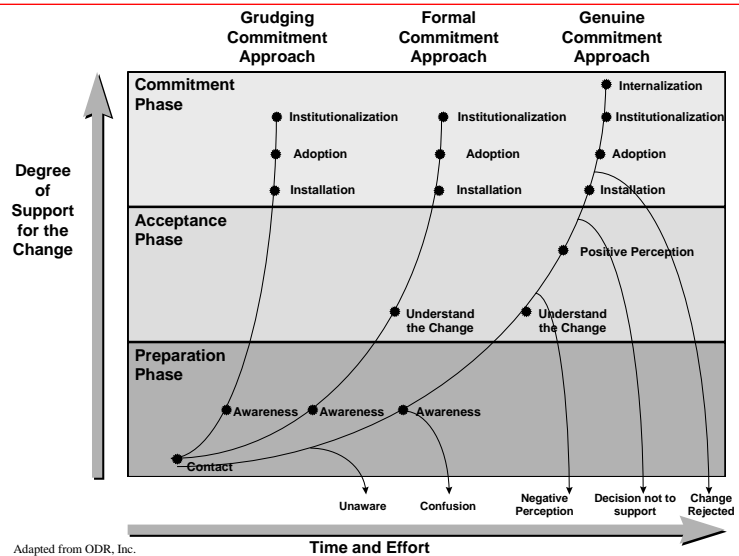 Grudging
Commitment
Approach
Formal
Commitment
Approach
Genuine
Commitment
Approach
Commitment
Phase
Internalization
Institutionalization
Institutionalization
Institutionalization
Adoption
Adoption
Adoption
Installation
Installation
Installation
Degree
of
Support
for the
Change
Acceptance
Phase
Positive Perception
Understand
the Change
Understand
the Change
Preparation
Phase
Awareness
Awareness
Awareness
Contact
Unaware
Confusion
Negative
Perception
Decision not to
support
Change
Rejected
Adapted from ODR, Inc.
Time and Effort